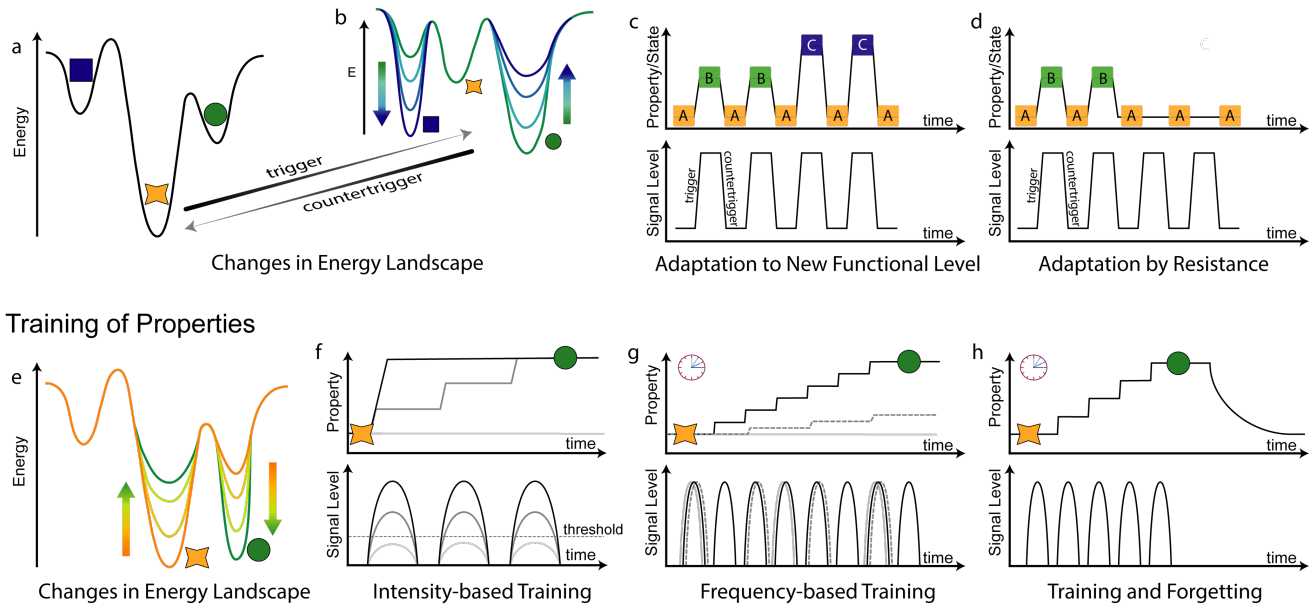 a
Energy
b
E
trigger
countertrigger
Changes in Energy Landscape
c
Property/State
A
B
A
B
A
C
A
C
A
time
Signal Level
trigger
countertrigger
time
Adaptation to New Functional Level
d
Property/State
C
A
B
A
B
A
A
A
time
Signal Level
trigger
countertrigger
time
Adaptation by Resistance
Training of Properties
e
Energy
Changes in Energy Landscape
f
Property
time
Signal Level
threshold
time
Intensity-based Training
g
Property
time
Signal Level
time
Frequency-based Training
h
Property
time
Signal Level
time
Training and Forgetting